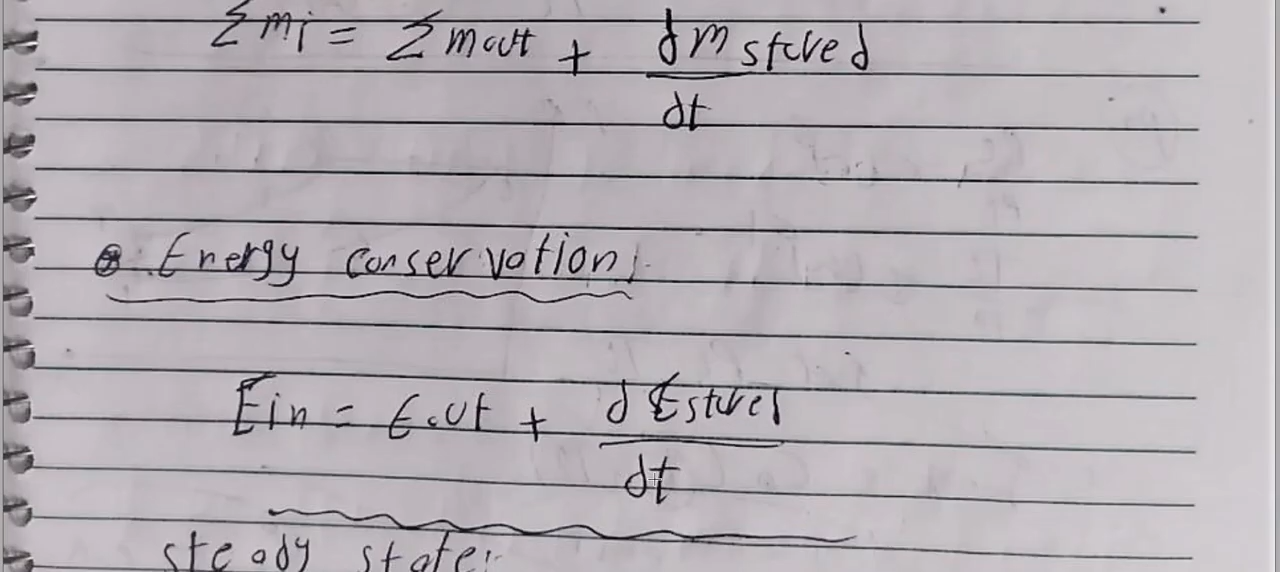 Σmi = Σmout + dm stored
dt
Energy conservation:
Ein = Eout + dEstored
dt
steady state: